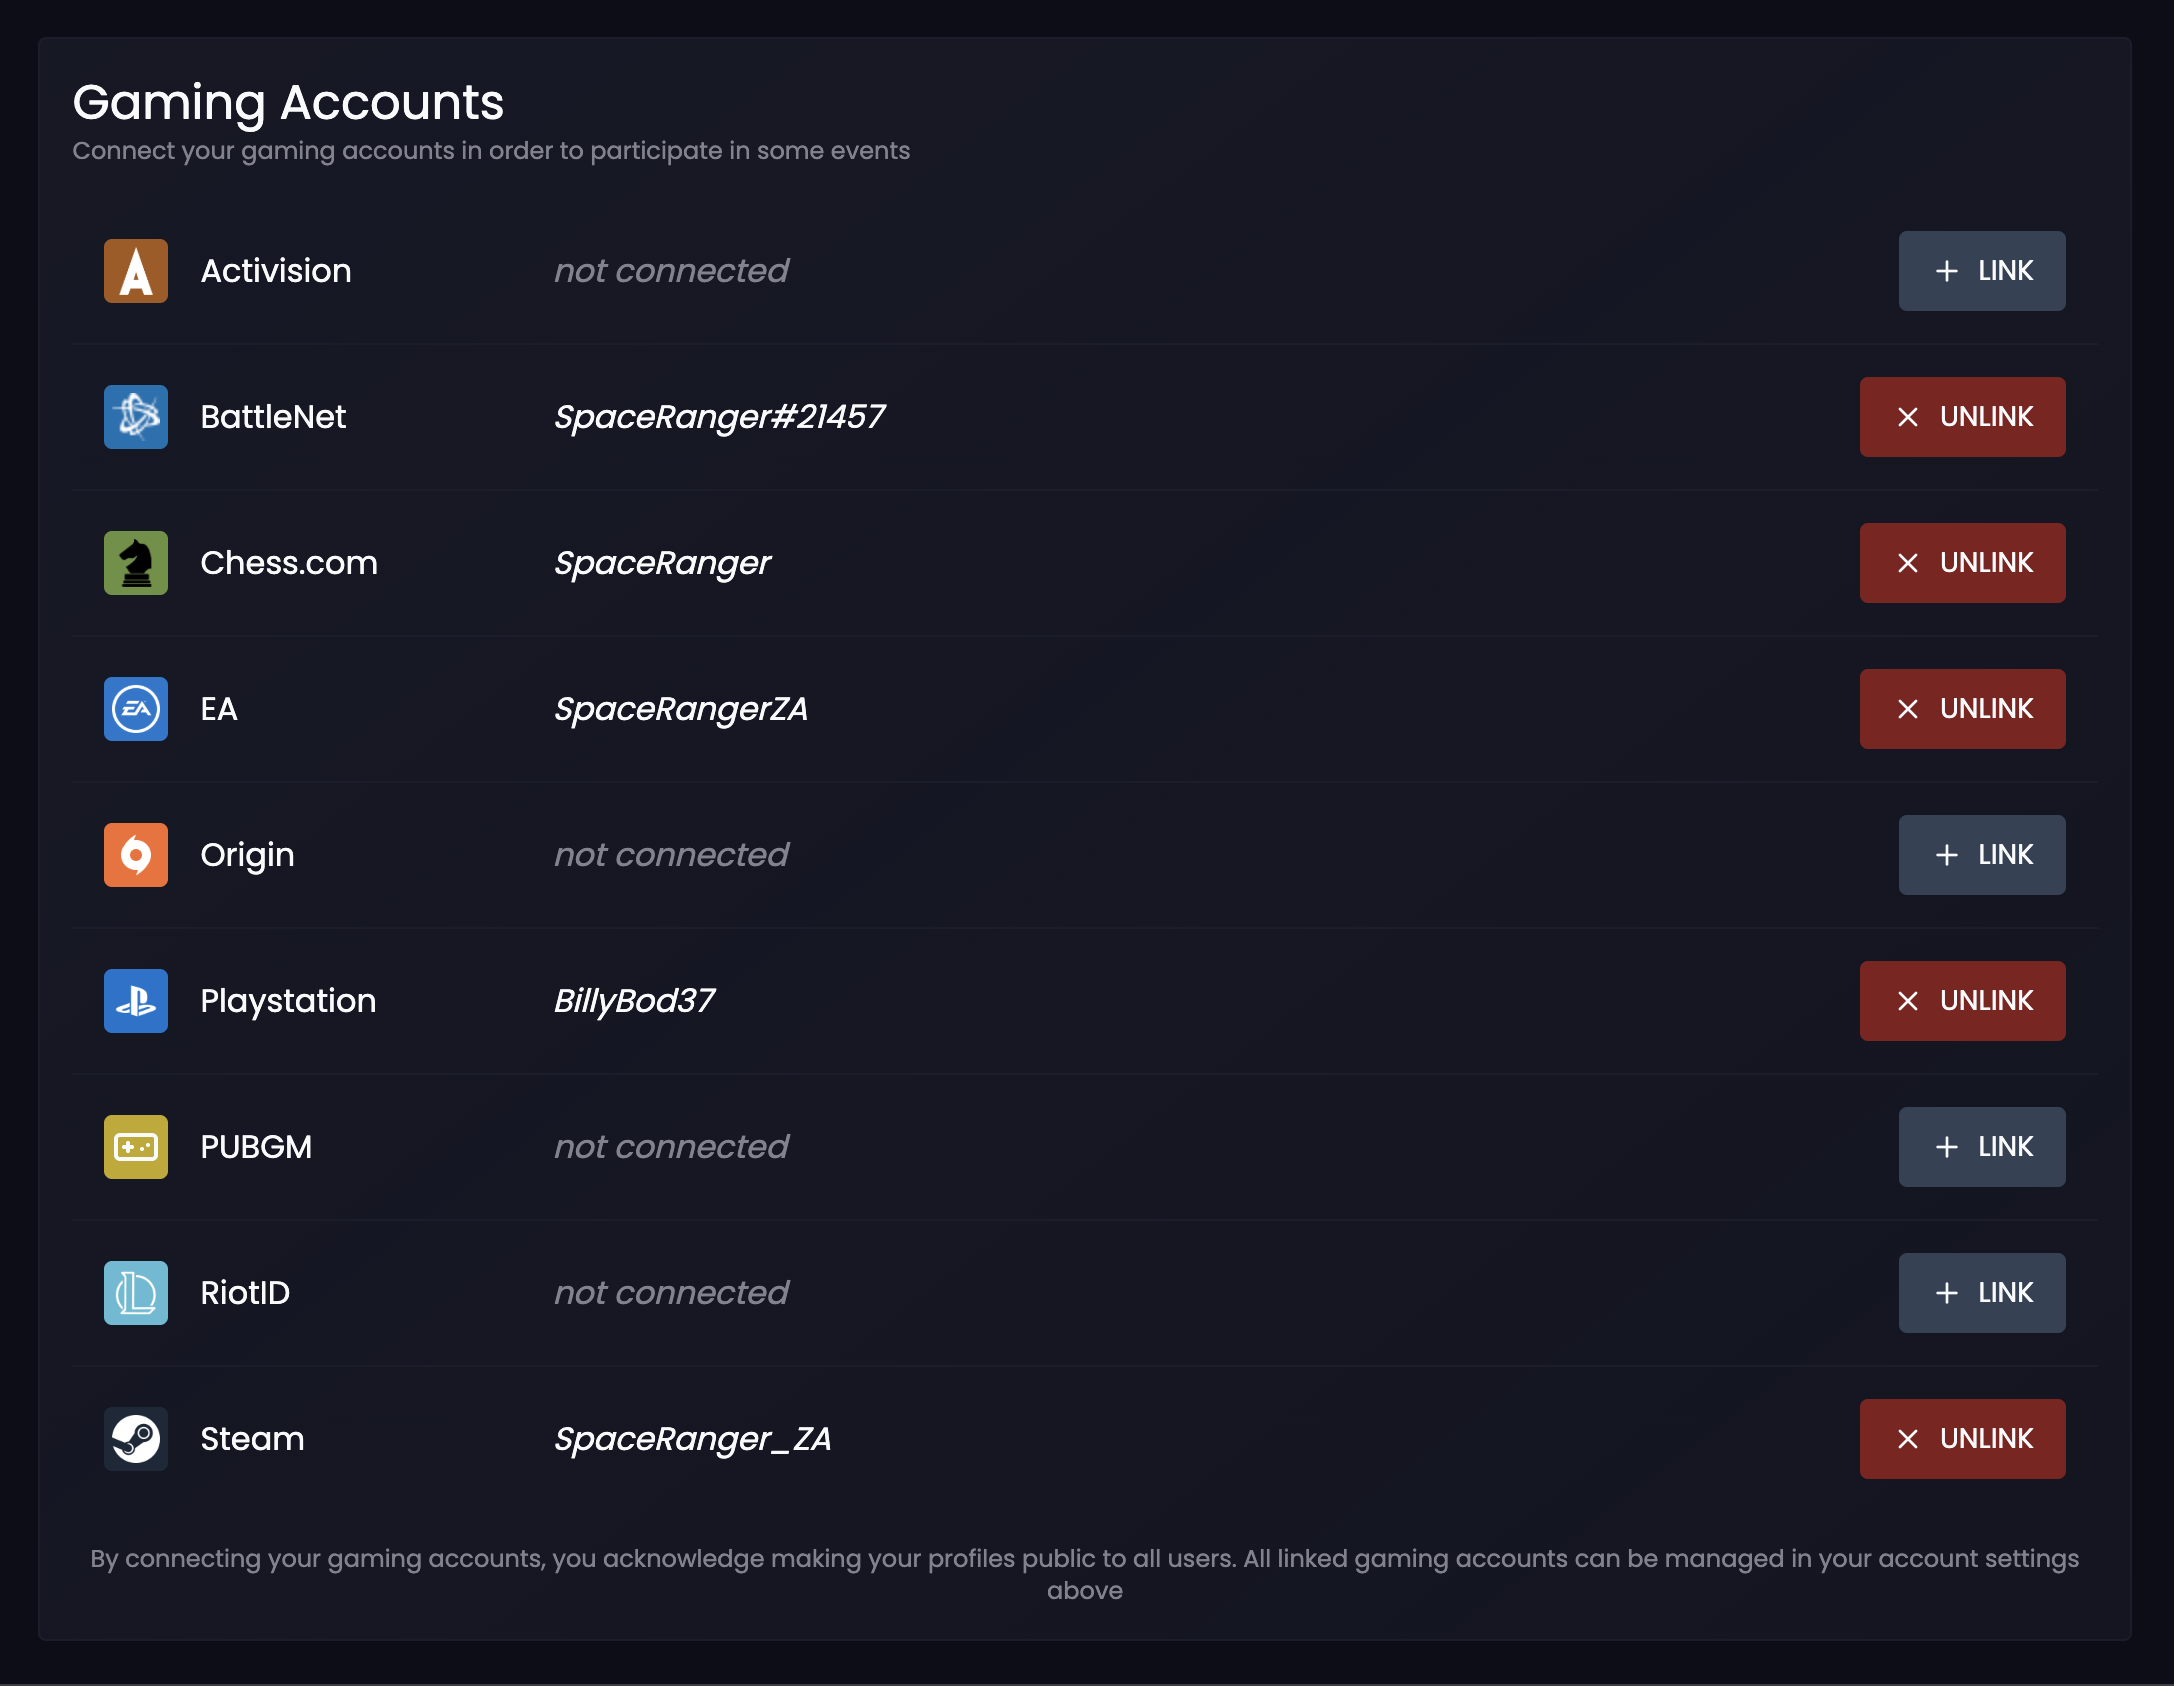 Gaming Accounts
Connect your gaming accounts in order to participate in some events
Activision not connected + LINK
BattleNet SpaceRanger#21457 × UNLINK
Chess.com SpaceRanger × UNLINK
EA SpaceRangerZA × UNLINK
Origin not connected + LINK
Playstation BillyBod37 × UNLINK
PUBGM not connected + LINK
RiotID not connected + LINK
Steam SpaceRanger_ZA × UNLINK
By connecting your gaming accounts, you acknowledge making your profiles public to all users. All linked gaming accounts can be managed in your account settings
above